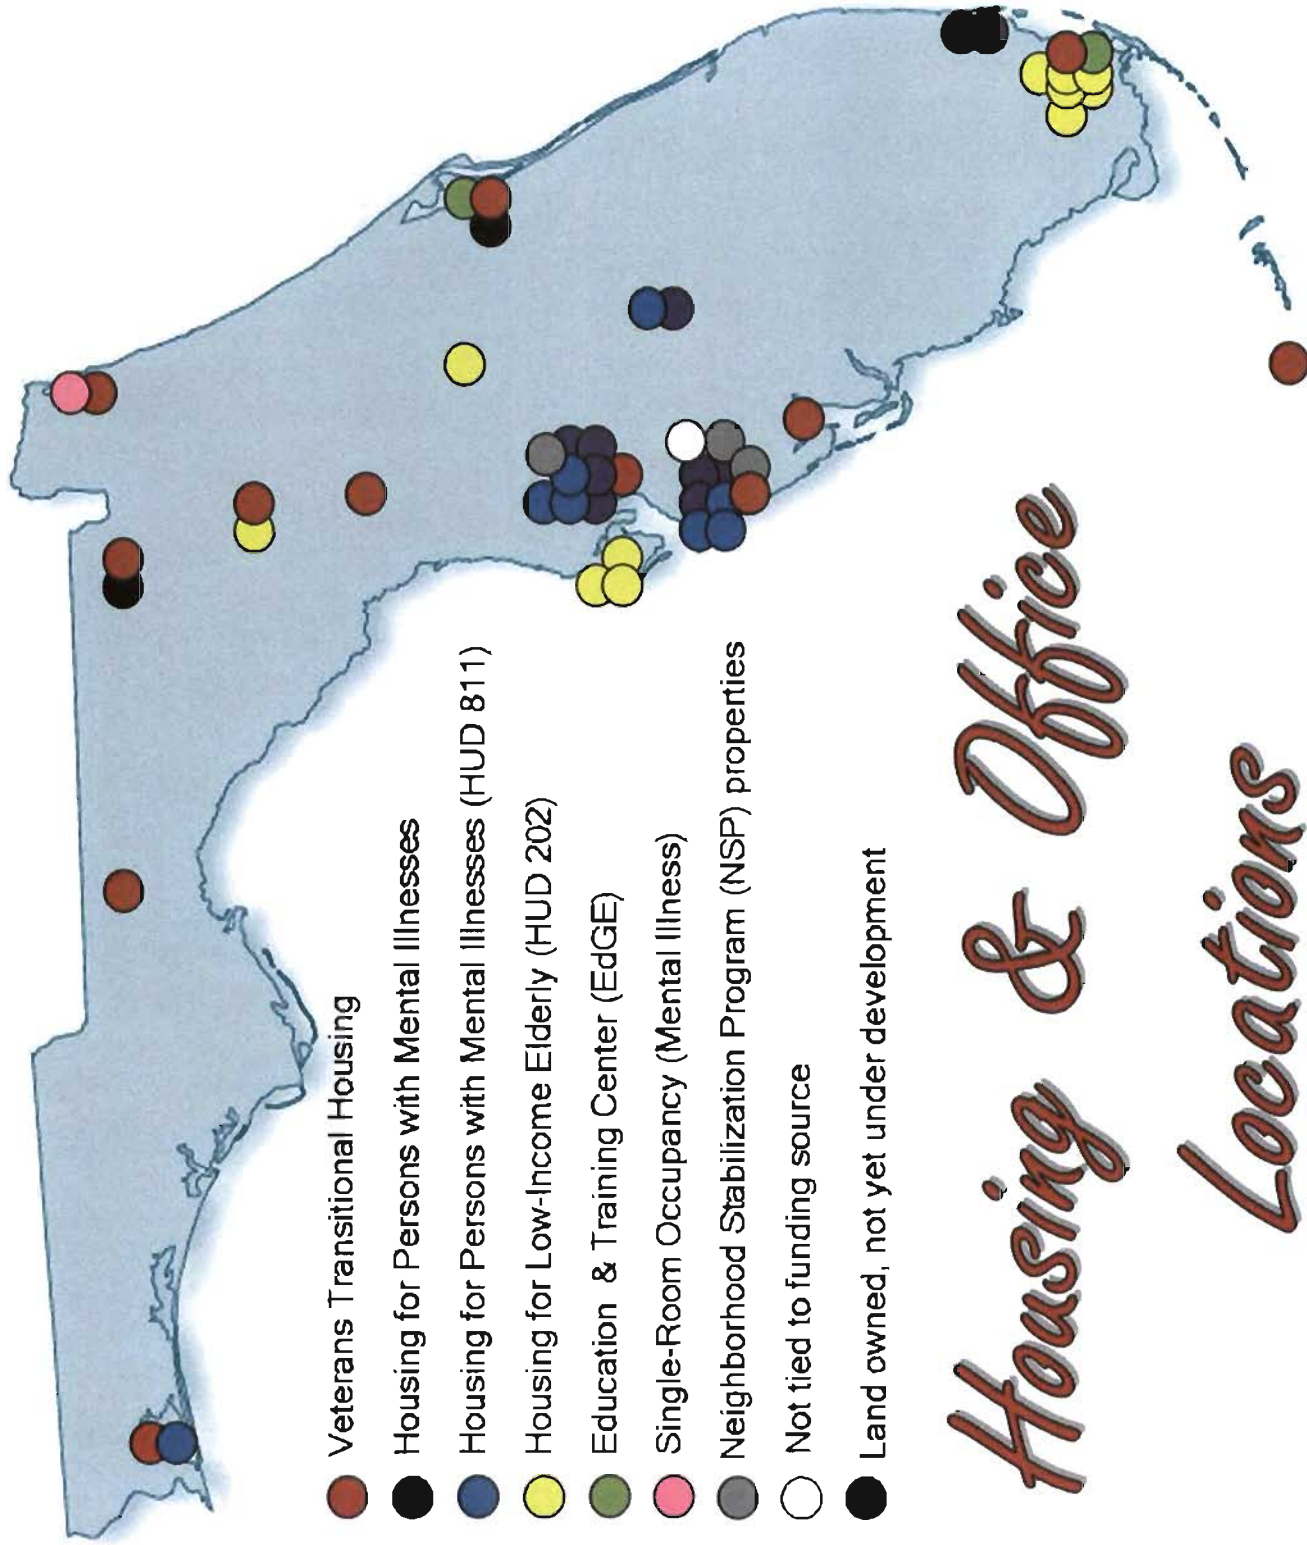 Veterans Transitional Housing
Housing for Persons with Mental Illnesses
Housing for Persons with Mental Illnesses (HUD 811)
Housing for Low-Income Elderly (HUD 202)
Education & Training Center (EdGE)
Single-Room Occupancy (Mental Illness)
Neighborhood Stabilization Program (NSP) properties
Not tied to funding source
Land owned, not yet under development
Housing & Office
Locations